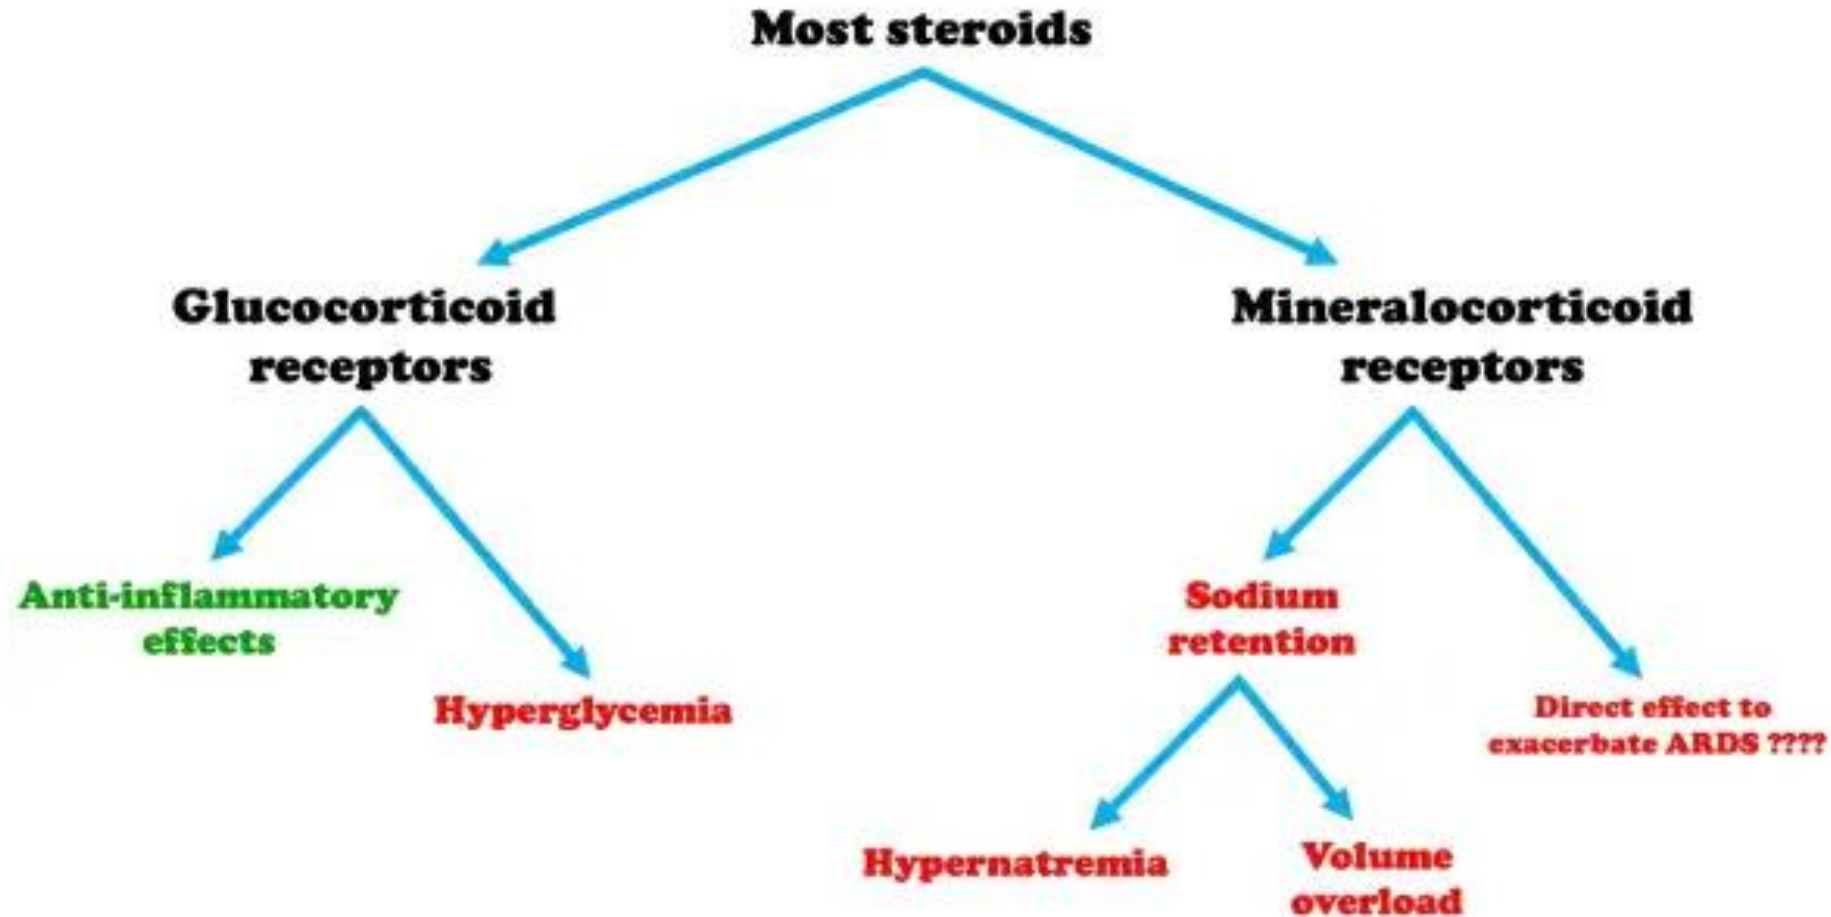 Most steroids
Glucocorticoid
receptors
Mineralocorticoid
receptors
Anti-inflammatory
effects
Hyperglycemia
Sodium
retention
Direct effect to
exacerbate ARDS ????
Hypernatremia
Volume
overload